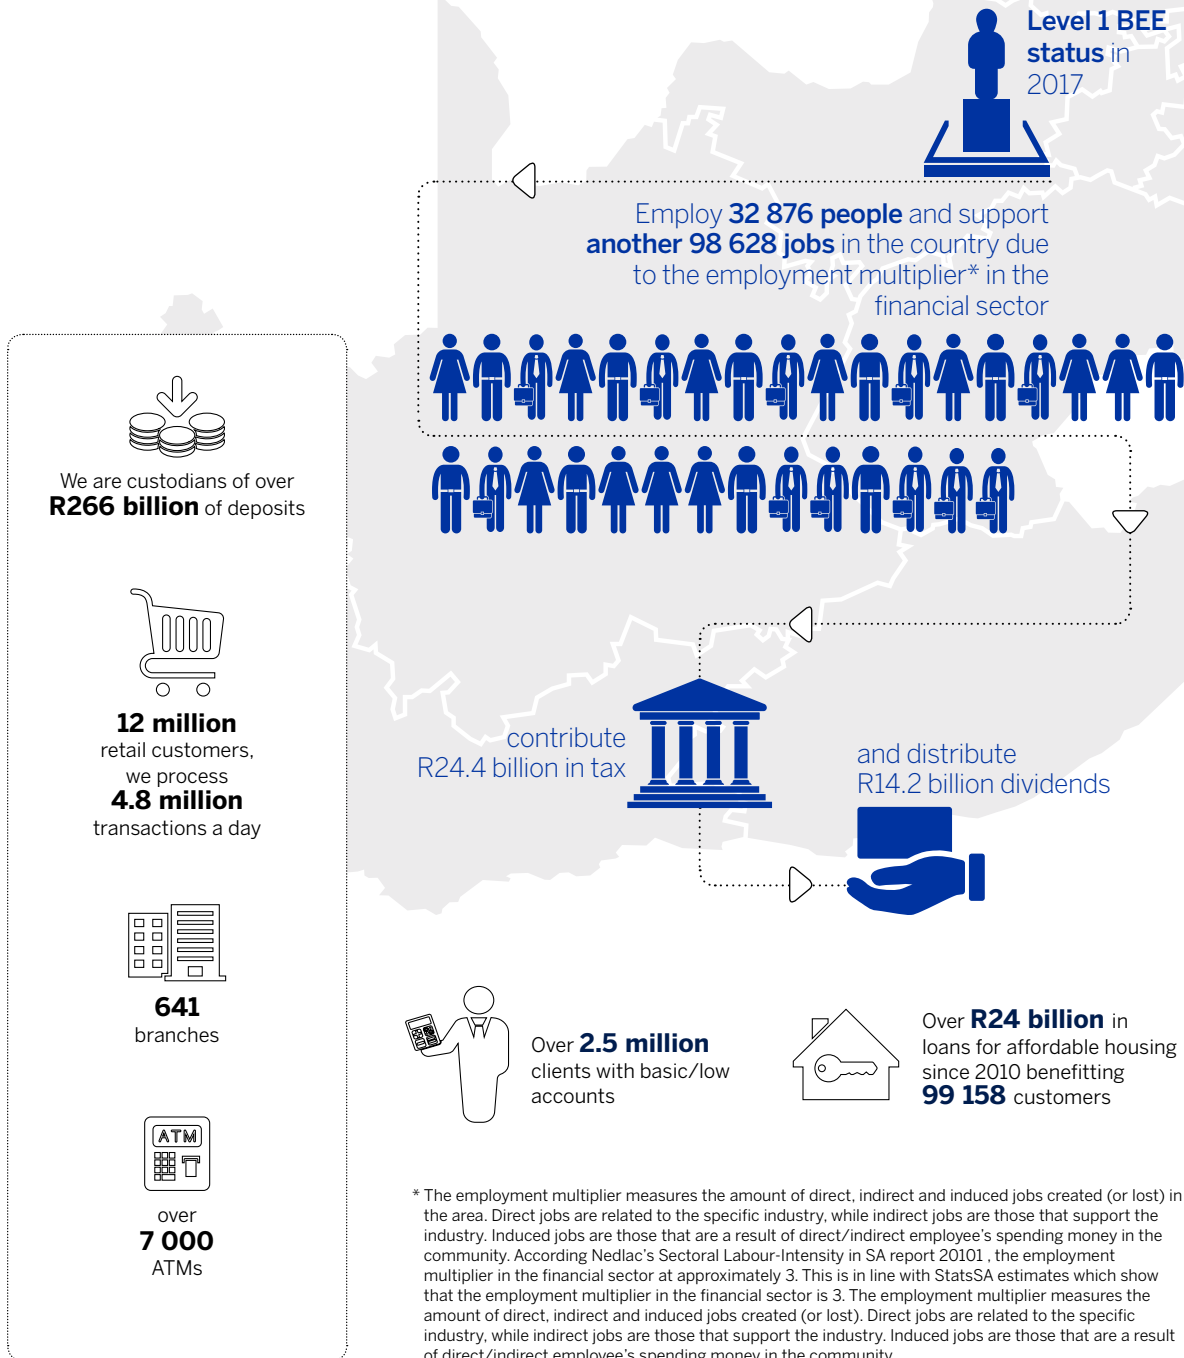 Level 1 BEE
status in
2017
Employ 32 876 people and support
another 98 628 jobs in the country due
to the employment multiplier* in the
financial sector
We are custodians of over
R266 billion of deposits
12 million
retail customers,
we process
4.8 million
transactions a day
641
branches
ATM
over
7 000
ATMs
contribute
R24.4 billion in tax
and distribute
R14.2 billion dividends
Over 2.5 million
clients with basic/low
accounts
Over R24 billion in
loans for affordable housing
since 2010 benefitting
99 158 customers
* The employment multiplier measures the amount of direct, indirect and induced jobs created (or lost) in
the area. Direct jobs are related to the specific industry, while indirect jobs are those that support the
industry. Induced jobs are those that are a result of direct/indirect employee's spending money in the
community. According Nedlac's Sectoral Labour-Intensity in SA report 20101 , the employment
multiplier in the financial sector at approximately 3. This is in line with StatsSA estimates which show
that the employment multiplier in the financial sector is 3. The employment multiplier measures the
amount of direct, indirect and induced jobs created (or lost). Direct jobs are related to the specific
industry, while indirect jobs are those that support the industry. Induced jobs are those that are a result
of direct/indirect employee's spending money in the community